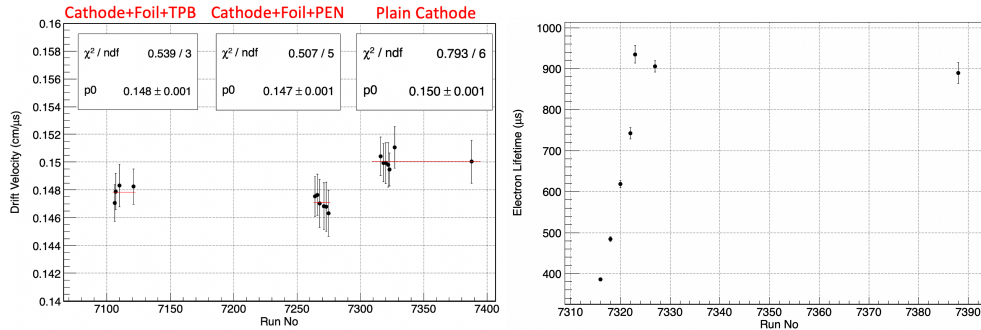 Cathode+Foil+TPB Cathode+Foil+PEN Plain Cathode
χ² / ndf 0.539 / 3
p0 0.148 ± 0.001
χ² / ndf 0.507 / 5
p0 0.147 ± 0.001
χ² / ndf 0.793 / 6
p0 0.150 ± 0.001
Drift Velocity (cm/μs)
0.16
0.158
0.156
0.154
0.152
0.15
0.148
0.146
0.144
0.142
0.14
7100 7150 7200 7250 7300 7350 7400
Run No
Electron Lifetime (μs)
1000
900
800
700
600
500
400
7310 7320 7330 7340 7350 7360 7370 7380 7390
Run No